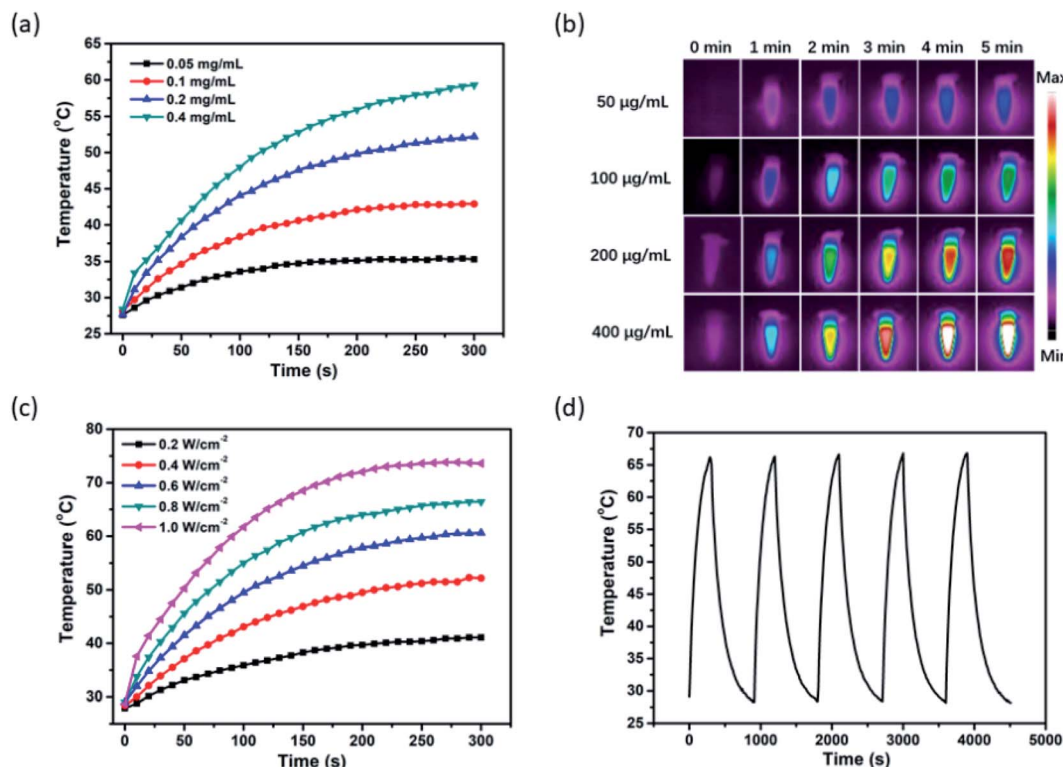 (a)
65
60
55
50
45
40
35
30
25
Temperature (°C)
0.05 mg/mL
0.1 mg/mL
0.2 mg/mL
0.4 mg/mL
0 50 100 150 200 250 300
Time (s)
(b)
0 min 1 min 2 min 3 min 4 min 5 min
50 μg/mL
100 μg/mL
200 μg/mL
400 μg/mL
Max
Min
(c)
80
70
60
50
40
30
Temperature (°C)
0.2 W/cm⁻²
0.4 W/cm⁻²
0.6 W/cm⁻²
0.8 W/cm⁻²
1.0 W/cm⁻²
0 50 100 150 200 250 300
Time (s)
(d)
70
65
60
55
50
45
40
35
30
25
Temperature (°C)
0 1000 2000 3000 4000 5000
Time (s)